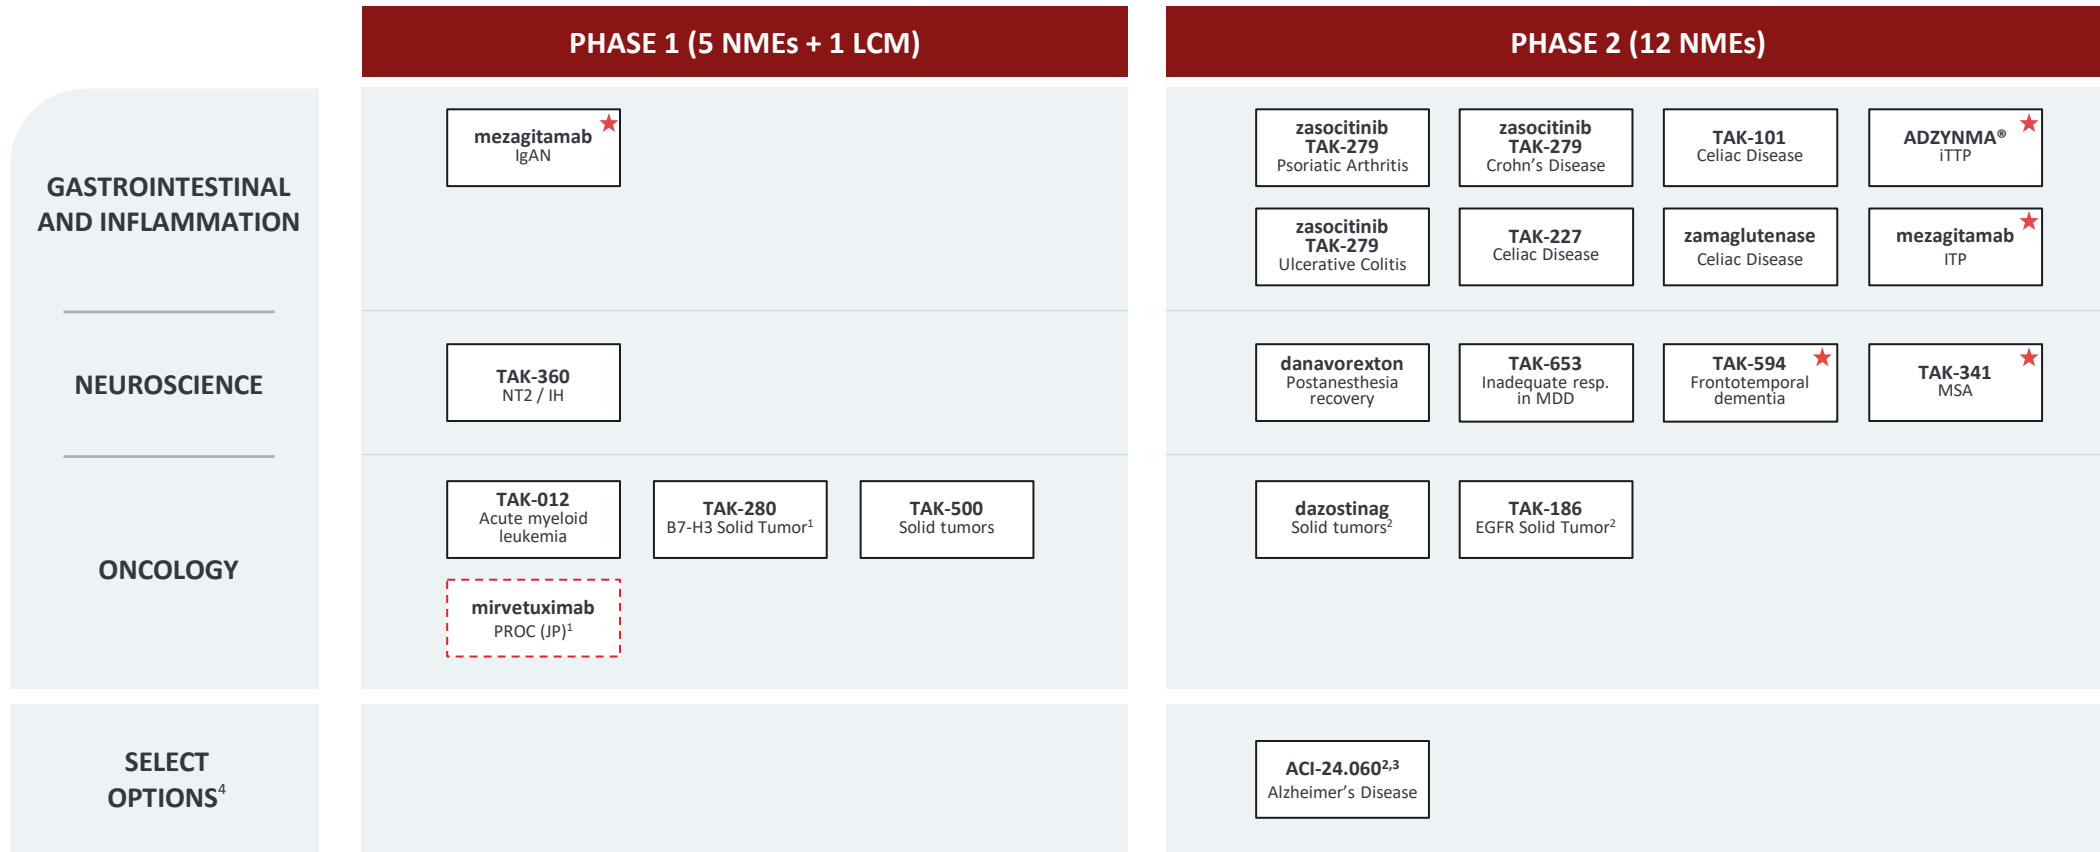 PHASE 1 (5 NMEs + 1 LCM)
PHASE 2 (12 NMEs)
GASTROINTESTINAL
AND INFLAMMATION
mezagitamab
IgAN
zasocitinib
TAK-279
Psoriatic Arthritis
zasocitinib
TAK-279
Crohn’s Disease
TAK-101
Celiac Disease
ADZYNMA®
iTTP
zasocitinib
TAK-279
Ulcerative Colitis
TAK-227
Celiac Disease
zamaglutenase
Celiac Disease
mezagitamab
ITP
NEUROSCIENCE
TAK-360
NT2 / IH
danavorexton
Postanesthesia
recovery
TAK-653
Inadequate resp.
in MDD
TAK-594
Frontotemporal
dementia
TAK-341
MSA
ONCOLOGY
TAK-012
Acute myeloid
leukemia
TAK-280
B7-H3 Solid Tumor¹
TAK-500
Solid tumors
dazostinag
Solid tumors²
TAK-186
EGFR Solid Tumor²
mirvetuximab
PROC (JP)¹
SELECT
OPTIONS⁴
ACI-24.060²,³
Alzheimer’s Disease